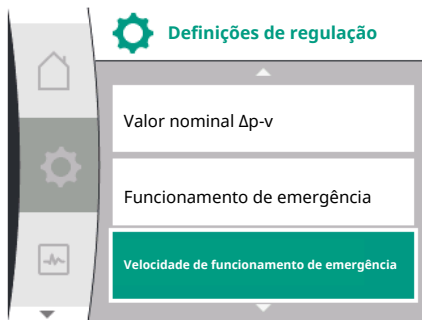 Definições de regulação
Valor nominal Δp-v
Funcionamento de emergência
Velocidade de funcionamento de emergência